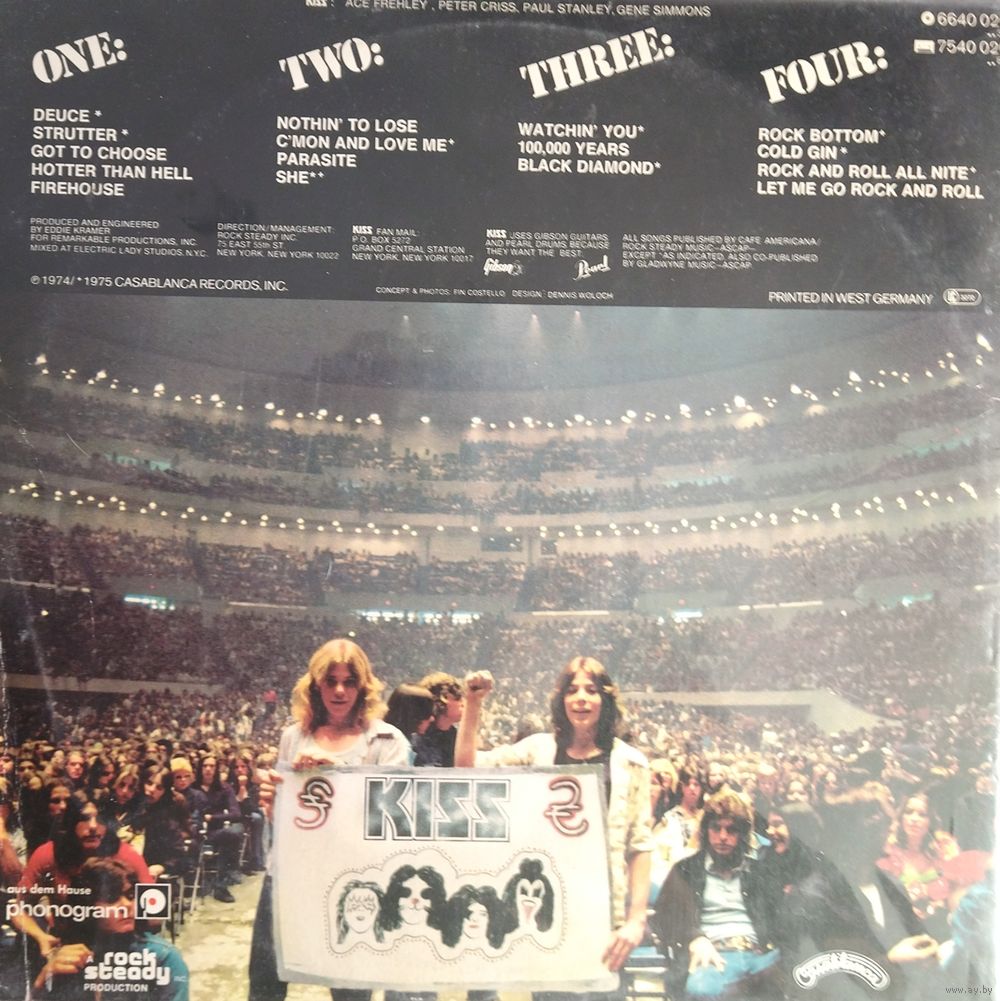 KISS: ACE FREHLEY, PETER CRISS, PAUL STANLEY, GENE SIMMONS
6640 02
7540 02
ONE:
DEUCE *
STRUTTER *
GOT TO CHOOSE
HOTTER THAN HELL
FIREHOUSE
TWO:
NOTHIN' TO LOSE
C'MON AND LOVE ME*
PARASITE
SHE**
THREE:
WATCHIN' YOU*
100,000 YEARS
BLACK DIAMOND*
FOUR:
ROCK BOTTOM*
COLD GIN*
ROCK AND ROLL ALL NITE*
LET ME GO ROCK AND ROLL
PRODUCED AND ENGINEERED
BY EDDIE KRAMER
FOR REMARKABLE PRODUCTIONS, INC.
MIXED AT ELECTRIC LADY STUDIOS, N.Y.C.
DIRECTION/MANAGEMENT:
ROCK STEADY INC.
75 EAST 55th ST
NEW YORK, NEW YORK 10022
KISS FAN MAIL:
P.O. BOX 5272
GRAND CENTRAL STATION
NEW YORK, NEW YORK 10017
KISS USES GIBSON GUITARS
AND PEARL DRUMS BECAUSE
THEY WANT THE BEST.
Gibson
Pearl
ALL SONGS PUBLISHED BY CAFE AMERICANA/
ROCK STEADY MUSIC—ASCAP—
EXCEPT *AS INDICATED, ALSO CO-PUBLISHED
BY GLADWYNE MUSIC—ASCAP.
℗ 1974/*1975 CASABLANCA RECORDS, INC.
CONCEPT & PHOTOS: FIN COSTELLO DESIGN: DENNIS WOLOCH
PRINTED IN WEST GERMANY
KISS
aus dem Hause
phonogram
A rock
steady INC.
PRODUCTION
www.ay.by